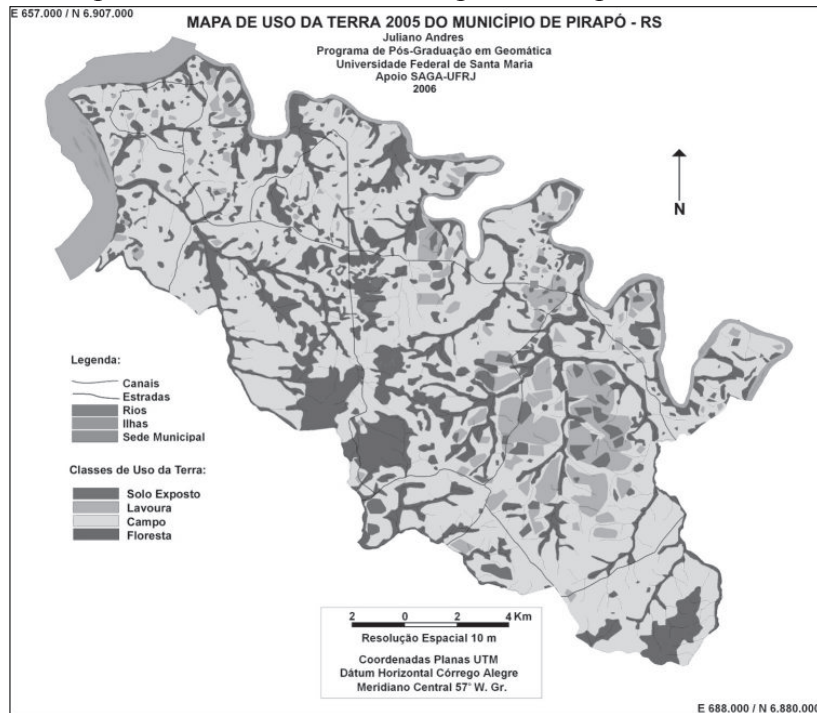 E 657.000 / N 6.907.000
MAPA DE USO DA TERRA 2005 DO MUNICÍPIO DE PIRAPÓ - RS
Juliano Andres
Programa de Pós-Graduação em Geomática
Universidade Federal de Santa Maria
Apoio SAGA-UFRJ
2006
N
Legenda:
Canais
Estradas
Rios
Ilhas
Sede Municipal
Classes de Uso da Terra:
Solo Exposto
Lavoura
Campo
Floresta
2 0 2 4 Km
Resolução Espacial 10 m
Coordenadas Planas UTM
Dátum Horizontal Córrego Alegre
Meridiano Central 57° W. Gr.
E 688.000 / N 6.880.000